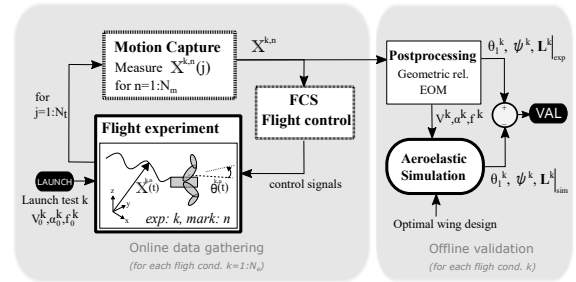 Motion Capture
Measure X^k,n(j)
for n=1:N_m
X^k,n
for
j=1:N_t
FCS
Flight control
Flight experiment
X^k,n(t)
θ^k,n(t)
z
y
x
exp: k, mark: n
control signals
LAUNCH
Launch test k
V_0^k,α_0^k,f_0^k
Online data gathering
(for each fligh cond. k=1:N_e)
Postprocessing
Geometric rel.
EOM
θ_1^k, ψ^k, L^k|_exp
V^k,α^k,f^k
+
−
VAL
Aeroelastic
Simulation
θ_1^k, ψ^k, L^k|_sim
Optimal wing design
Offline validation
(for each fligh cond. k)